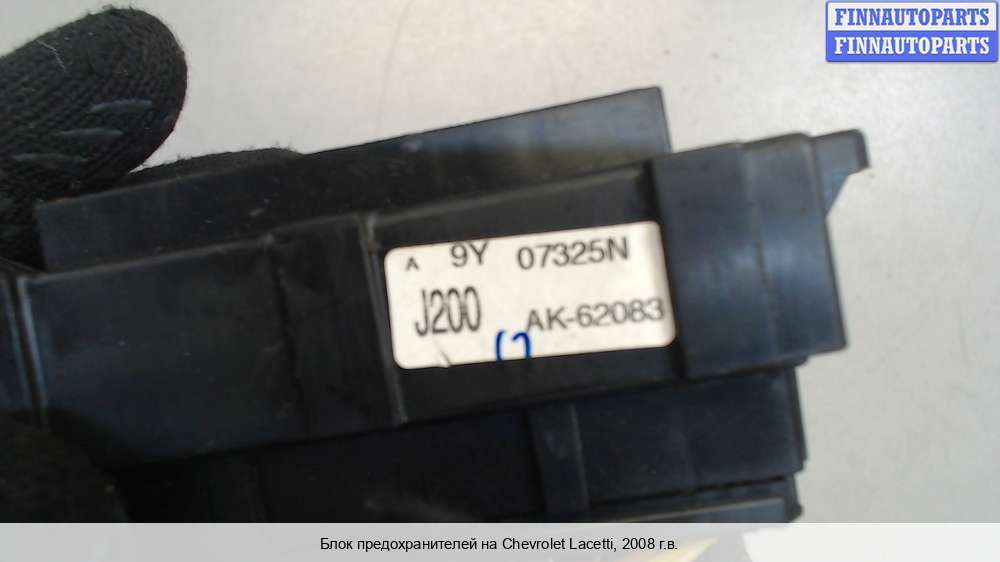 FINNAUTOPARTS
FINNAUTOPARTS
A 9Y 07325N
J200 AK-62083
Блок предохранителей на Chevrolet Lacetti, 2008 г.в.